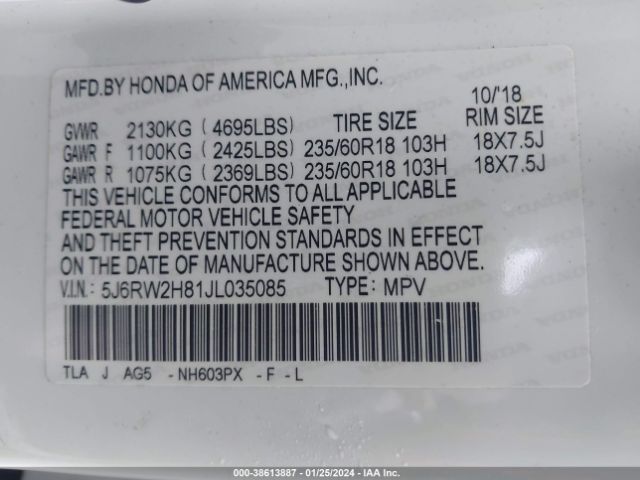 MFD.BY HONDA OF AMERICA MFG.,INC.
10/'18
GVWR 2130KG ( 4695LBS) TIRE SIZE RIM SIZE
GAWR F 1100KG ( 2425LBS) 235/60R18 103H 18X7.5J
GAWR R 1075KG ( 2369LBS) 235/60R18 103H 18X7.5J
THIS VEHICLE CONFORMS TO ALL APPLICABLE
FEDERAL MOTOR VEHICLE SAFETY
AND THEFT PREVENTION STANDARDS IN EFFECT
ON THE DATE OF MANUFACTURE SHOWN ABOVE.
V.I.N.: 5J6RW2H81JL035085 TYPE: MPV
TLA J AG5 - NH603PX - F - L
000-38613887 - 01/25/2024 - IAA Inc.